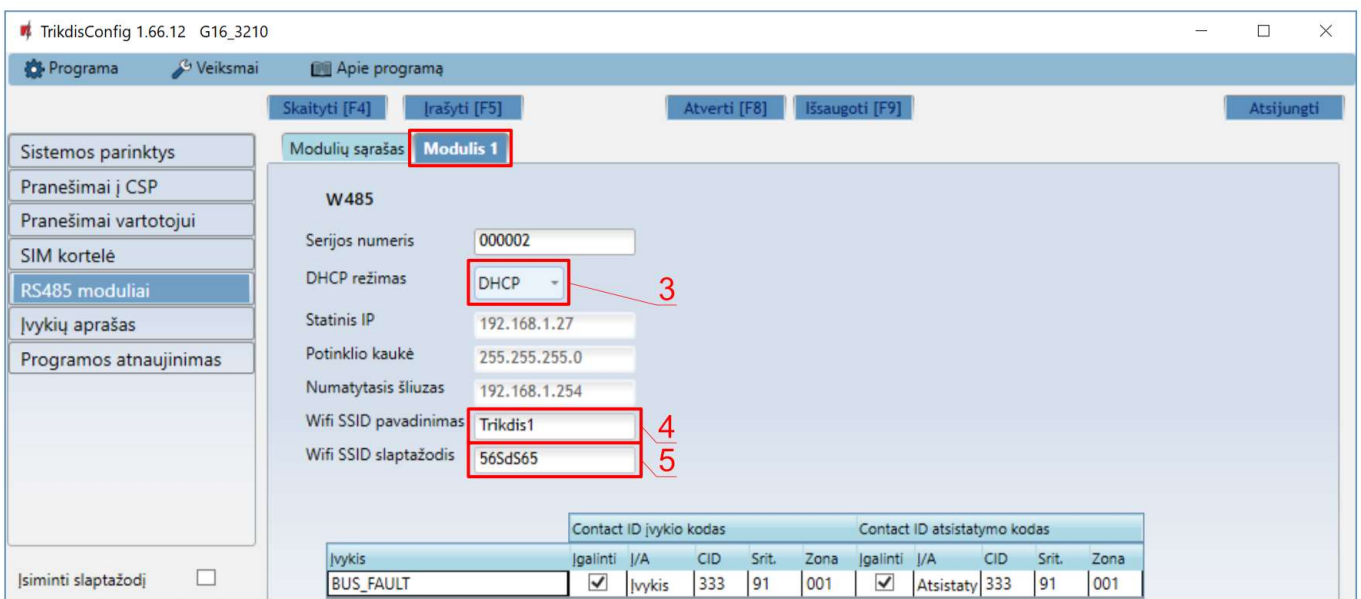 TrikdisConfig 1.66.12 G16_3210
Programa Veiksmai Apie programą
Skaityti [F4] Įrašyti [F5] Atverti [F8] Išsaugoti [F9] Atsijungti
Sistemos parinktys
Pranešimai į CSP
Pranešimai vartotojui
SIM kortelė
RS485 moduliai
Įvykių aprašas
Programos atnaujinimas
Įsiminti slaptažodį
Modulių sąrašas Modulis 1
W485
Serijos numeris 000002
DHCP režimas DHCP 3
Statinis IP 192.168.1.27
Potinklio kaukė 255.255.255.0
Numatytasis šliuzas 192.168.1.254
Wifi SSID pavadinimas Trikdis1 4
Wifi SSID slaptažodis 56SdS65 5
Contact ID įvykio kodas Contact ID atsistatymo kodas
Įvykis Įgalinti Į/A CID Srit. Zona Įgalinti Į/A CID Srit. Zona
BUS_FAULT Įvykis 333 91 001 Atsistaty 333 91 001